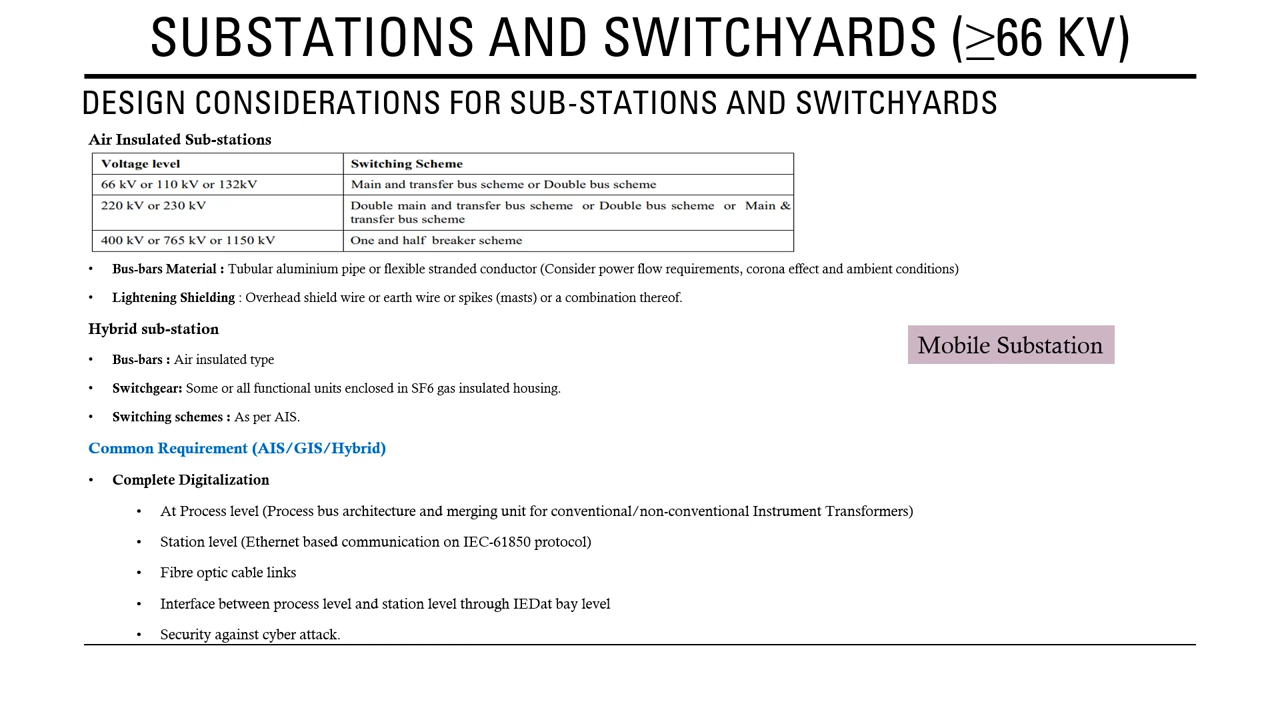 SUBSTATIONS AND SWITCHYARDS (≥66 KV)
DESIGN CONSIDERATIONS FOR SUB-STATIONS AND SWITCHYARDS
Air Insulated Sub-stations
Voltage level Switching Scheme
66 kV or 110 kV or 132kV Main and transfer bus scheme or Double bus scheme
220 kV or 230 kV Double main and transfer bus scheme or Double bus scheme or Main &
transfer bus scheme
400 kV or 765 kV or 1150 kV One and half breaker scheme
• Bus-bars Material : Tubular aluminium pipe or flexible stranded conductor (Consider power flow requirements, corona effect and ambient conditions)
• Lightening Shielding : Overhead shield wire or earth wire or spikes (masts) or a combination thereof.
Hybrid sub-station
Mobile Substation
• Bus-bars : Air insulated type
• Switchgear: Some or all functional units enclosed in SF6 gas insulated housing.
• Switching schemes : As per AIS.
Common Requirement (AIS/GIS/Hybrid)
• Complete Digitalization
• At Process level (Process bus architecture and merging unit for conventional/non-conventional Instrument Transformers)
• Station level (Ethernet based communication on IEC-61850 protocol)
• Fibre optic cable links
• Interface between process level and station level through IEDat bay level
• Security against cyber attack.